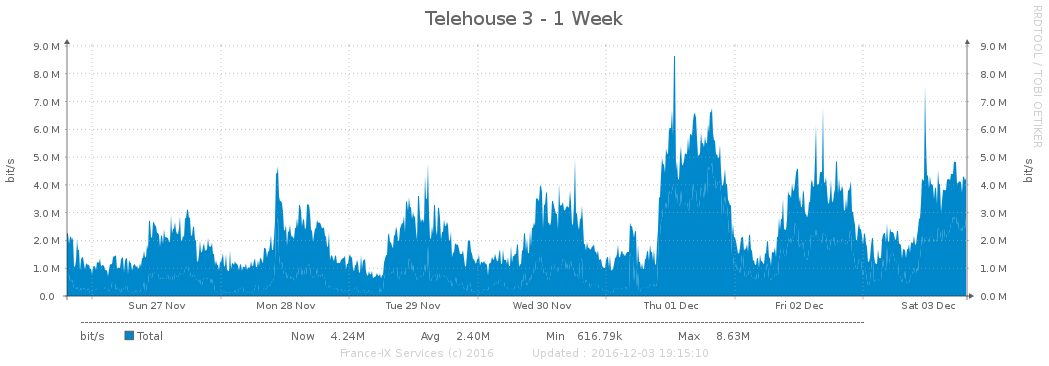 Telehouse 3 - 1 Week
RRDTOOL / TOBI OETIKER
bit/s
9.0 M 9.0 M
8.0 M 8.0 M
7.0 M 7.0 M
6.0 M 6.0 M
5.0 M 5.0 M
4.0 M 4.0 M
3.0 M 3.0 M
2.0 M 2.0 M
1.0 M 1.0 M
0.0 0.0 M
bit/s
Sun 27 Nov Mon 28 Nov Tue 29 Nov Wed 30 Nov Thu 01 Dec Fri 02 Dec Sat 03 Dec
bit/s Total Now 4.24M Avg 2.40M Min 616.79k Max 8.63M
France-IX Services (c) 2016 Updated : 2016-12-03 19:15:10